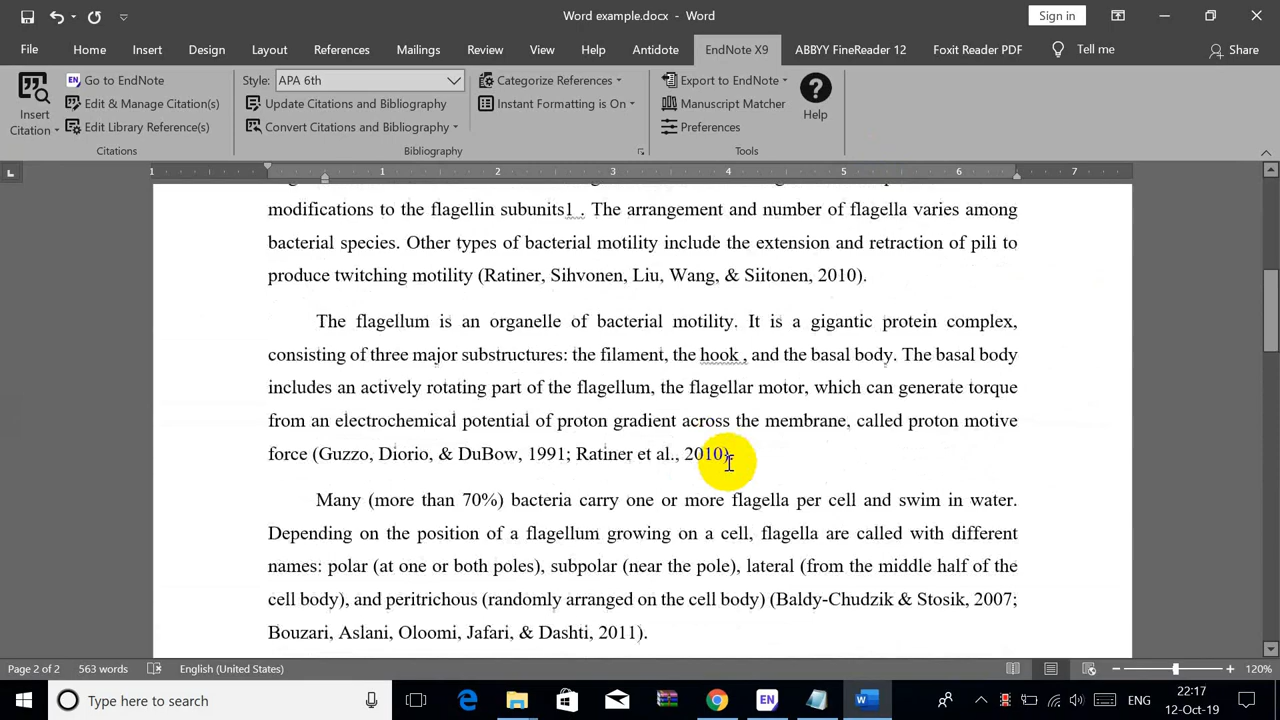 Word example.docx - Word
Sign in
File Home Insert Design Layout References Mailings Review View Help Antidote EndNote X9 ABBYY FineReader 12 Foxit Reader PDF Tell me Share
Insert Citation
Go to EndNote
Edit & Manage Citation(s)
Edit Library Reference(s)
Citations
Style: APA 6th
Update Citations and Bibliography
Convert Citations and Bibliography
Bibliography
Categorize References
Instant Formatting is On
Export to EndNote
Manuscript Matcher
Preferences
Help
Tools
1 1 2 3 4 5 6 7
modifications to the flagellin subunits1 . The arrangement and number of flagella varies among
bacterial species. Other types of bacterial motility include the extension and retraction of pili to
produce twitching motility (Ratiner, Sihvonen, Liu, Wang, & Siitonen, 2010).
The flagellum is an organelle of bacterial motility. It is a gigantic protein complex,
consisting of three major substructures: the filament, the hook , and the basal body. The basal body
includes an actively rotating part of the flagellum, the flagellar motor, which can generate torque
from an electrochemical potential of proton gradient across the membrane, called proton motive
force (Guzzo, Diorio, & DuBow, 1991; Ratiner et al., 2010).
Many (more than 70%) bacteria carry one or more flagella per cell and swim in water.
Depending on the position of a flagellum growing on a cell, flagella are called with different
names: polar (at one or both poles), subpolar (near the pole), lateral (from the middle half of the
cell body), and peritrichous (randomly arranged on the cell body) (Baldy-Chudzik & Stosik, 2007;
Bouzari, Aslani, Oloomi, Jafari, & Dashti, 2011).
Page 2 of 2 563 words English (United States) 120%
Type here to search
ENG
22:17
12-Oct-19